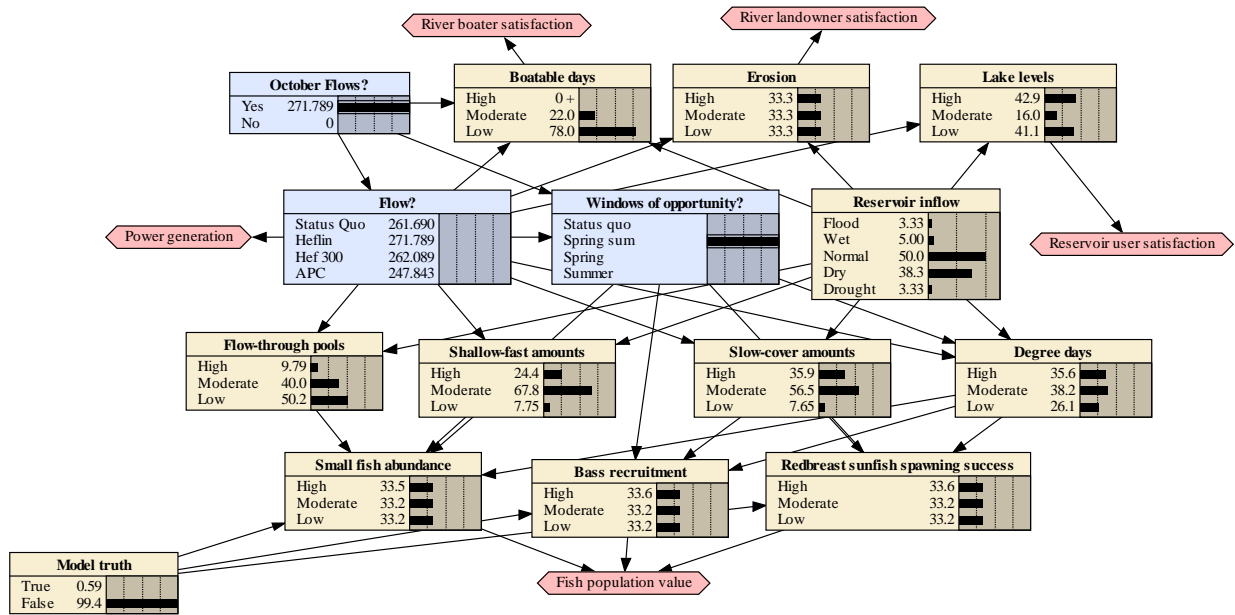 River boater satisfaction
River landowner satisfaction
October Flows?
Yes 271.789
No 0
Boatable days
High 0 +
Moderate 22.0
Low 78.0
Erosion
High 33.3
Moderate 33.3
Low 33.3
Lake levels
High 42.9
Moderate 16.0
Low 41.1
Power generation
Flow?
Status Quo 261.690
Heflin 271.789
Hef 300 262.089
APC 247.843
Windows of opportunity?
Status quo
Spring sum
Spring
Summer
Reservoir inflow
Flood 3.33
Wet 5.00
Normal 50.0
Dry 38.3
Drought 3.33
Reservoir user satisfaction
Flow-through pools
High 9.79
Moderate 40.0
Low 50.2
Shallow-fast amounts
High 24.4
Moderate 67.8
Low 7.75
Slow-cover amounts
High 35.9
Moderate 56.5
Low 7.65
Degree days
High 35.6
Moderate 38.2
Low 26.1
Small fish abundance
High 33.5
Moderate 33.2
Low 33.2
Bass recruitment
High 33.6
Moderate 33.2
Low 33.2
Redbreast sunfish spawning success
High 33.6
Moderate 33.2
Low 33.2
Model truth
True 0.59
False 99.4
Fish population value